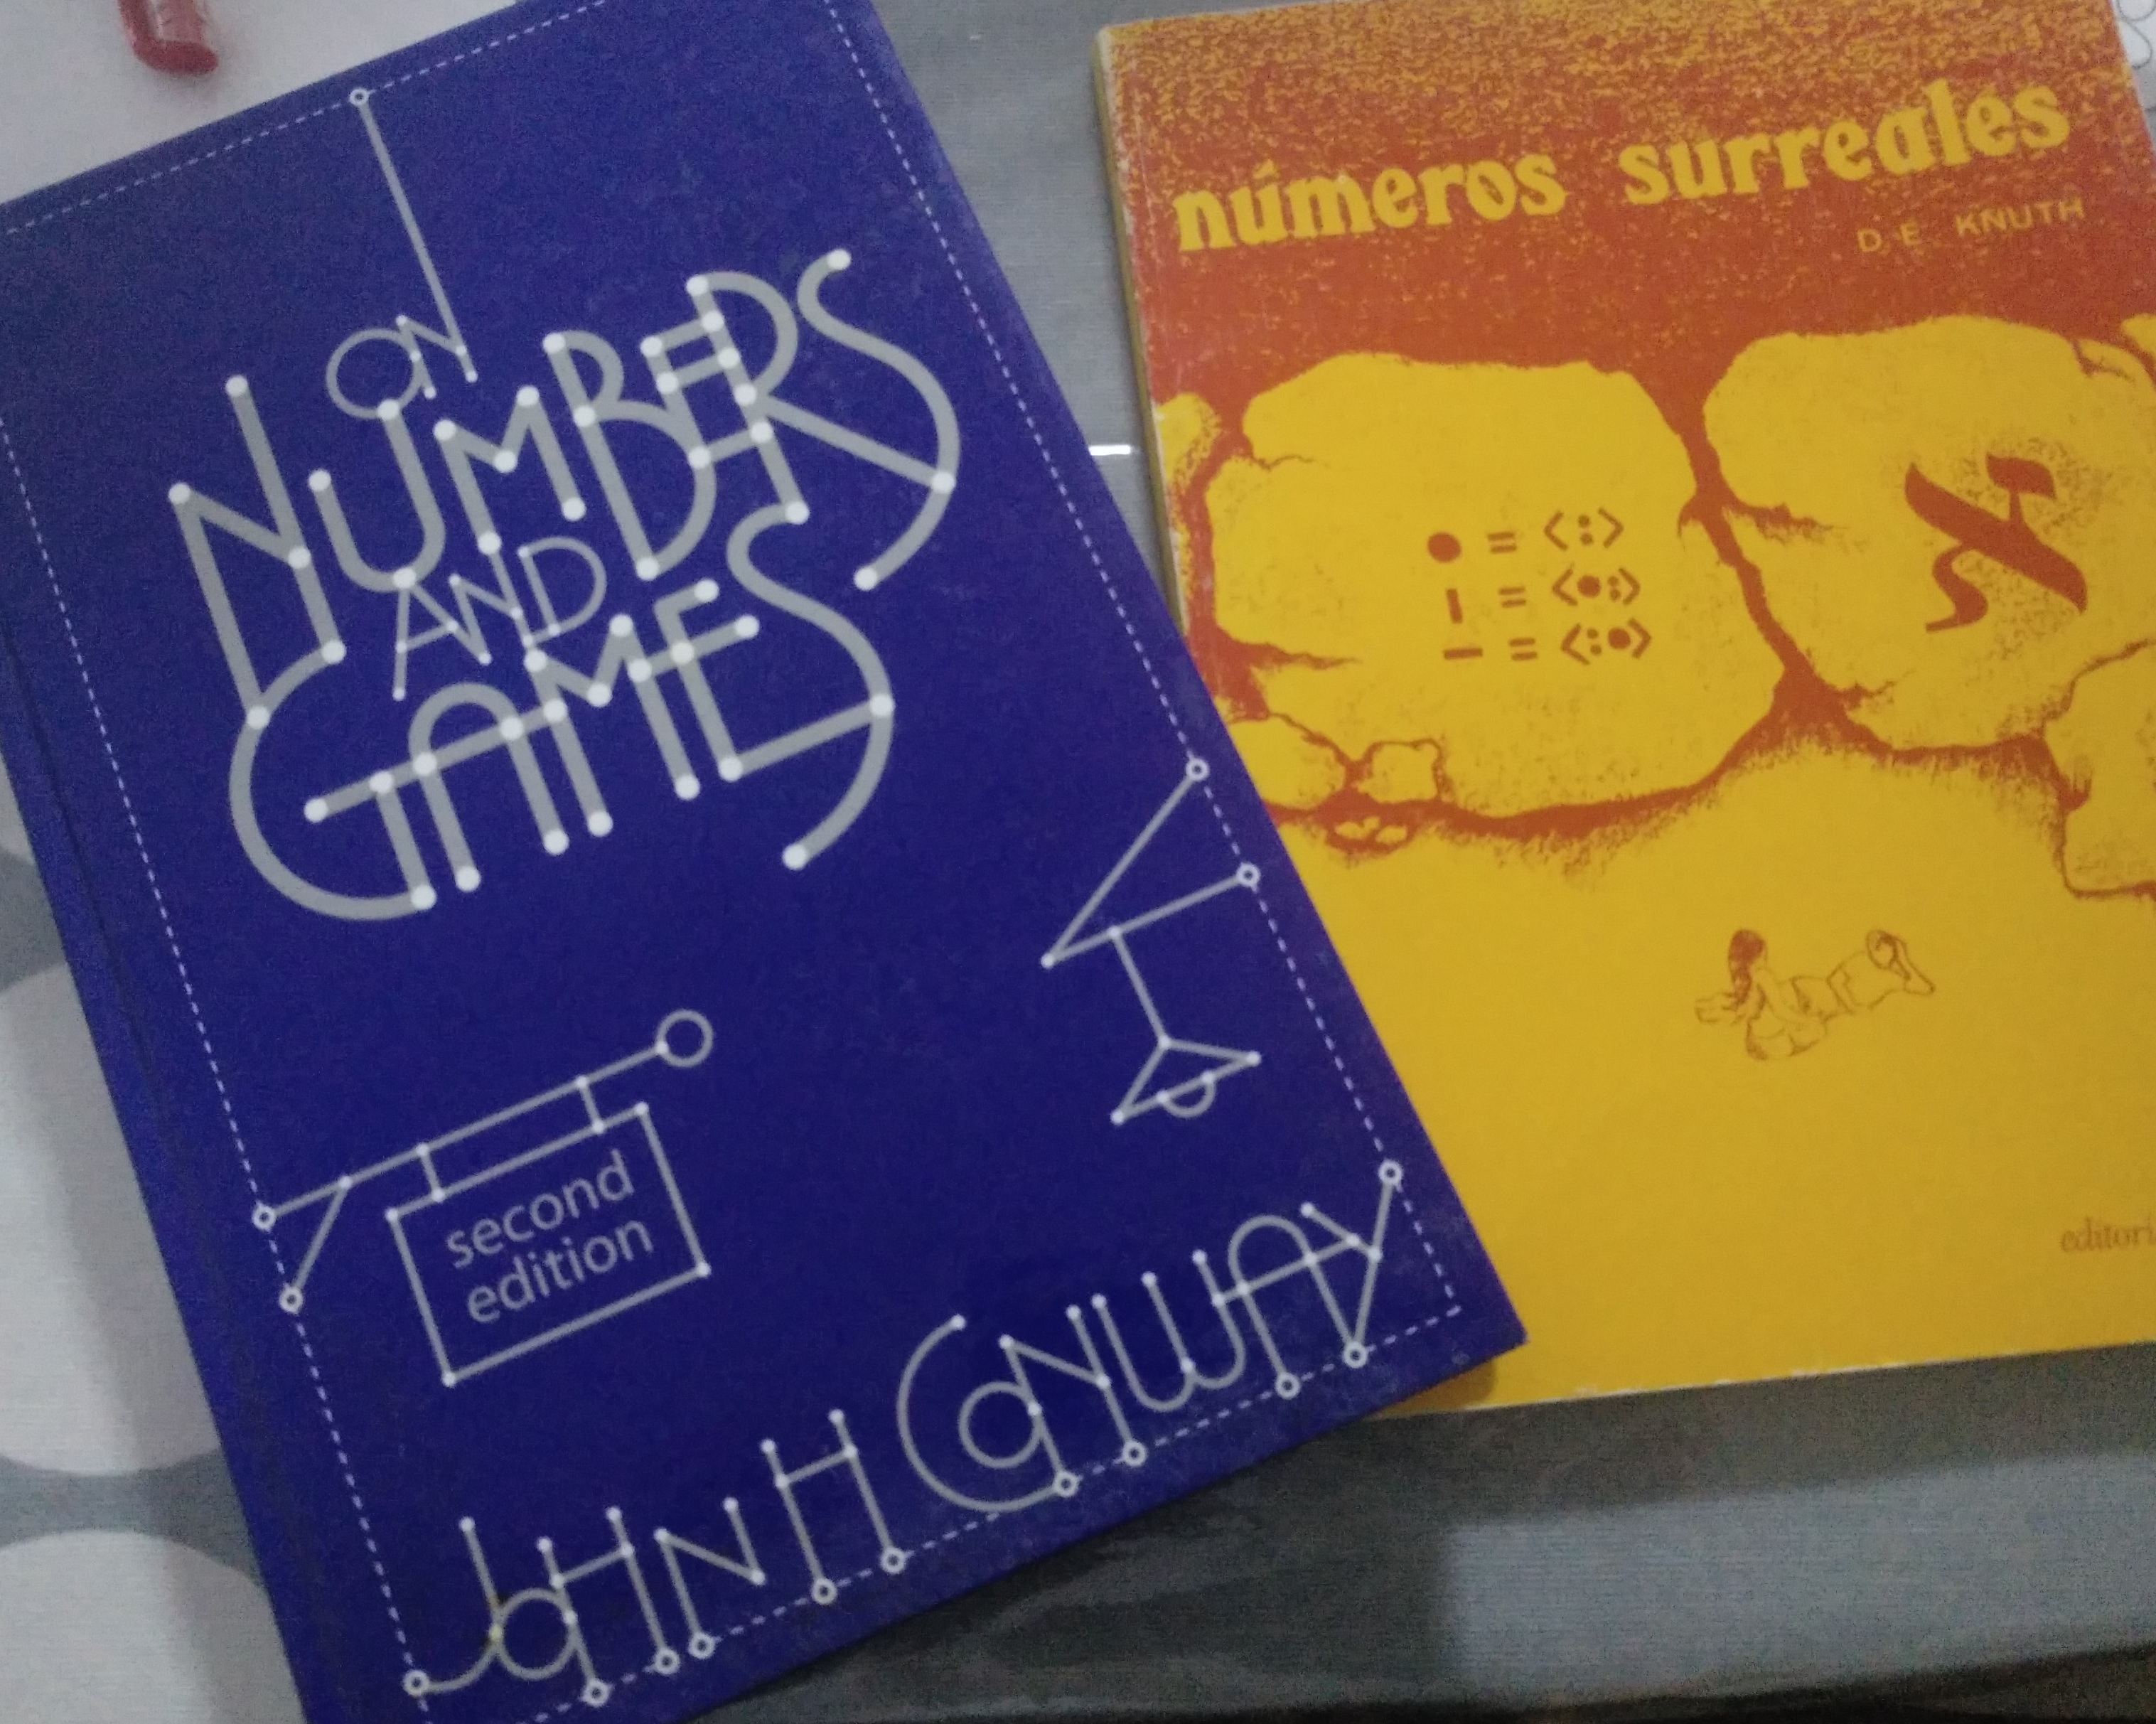 ON
NUMBERS
AND
GAMES
second
edition
JOHN H CONWAY
números surreales
D. E. KNUTH
● = <:>
ı = <●:>
— = <:●>
א